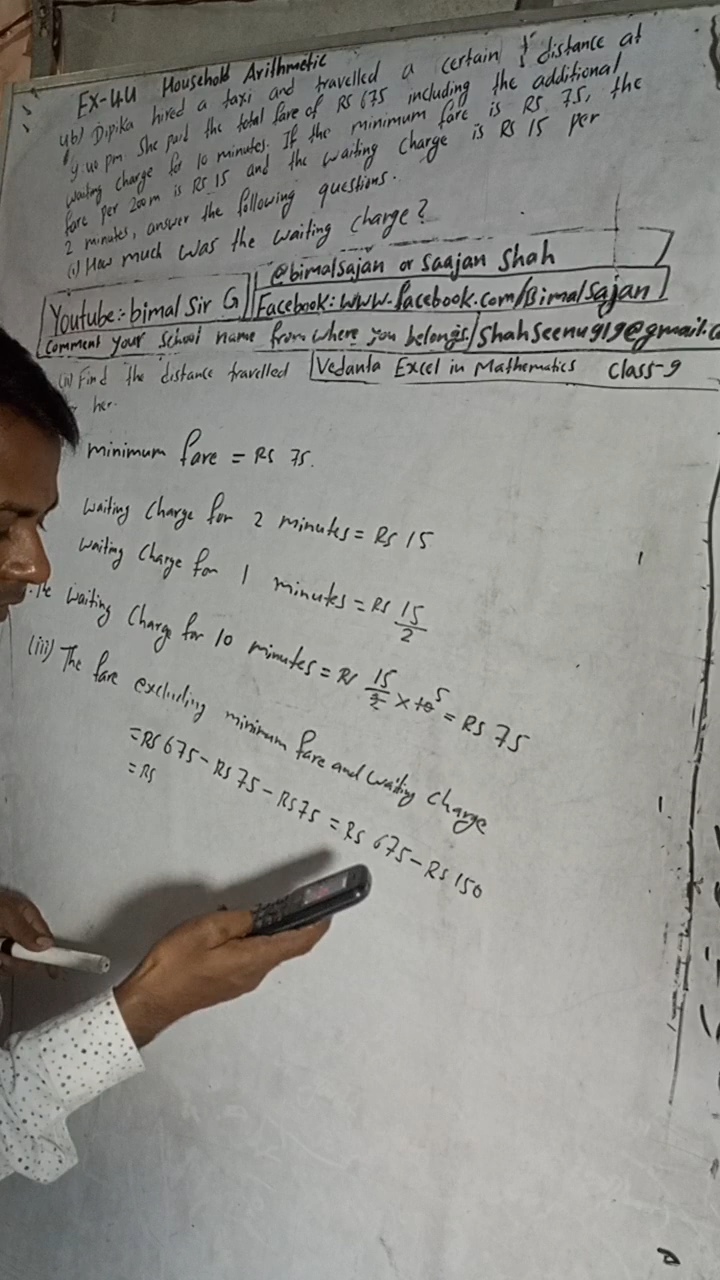 Ex-4.4 Household Arithmetic
4b) Dipika hired a taxi and travelled a certain distance at
9:40 pm. She paid the total fare of RS 675 including the additional
waiting charge for 10 minutes. If the minimum fare is RS 75, the
fare per 200m is RS 15 and the waiting charge is RS 15 per
2 minutes, answer the following questions.
(i) How much was the waiting charge?
@bimalsajan or Saajan Shah
Youtube:- bimal Sir G
Facebook: WWW.facebook.com/BimalSajan
Comment your School name from where you belongs/ShahSeenu919@gmail.c
(ii) Find the distance travelled
her.
Vedanta Excel in Mathematics Class-9
minimum fare = RS 75.
Waiting Charge for 2 minutes = RS 15
Waiting Charge for 1 minutes = RS 15/2
The Waiting Charge for 10 minutes = RS 15/2 × 10 5 = RS 75
(iii) The fare excluding minimum fare and waiting charge
= RS 675 - RS 75 - RS 75 = RS 675 - RS 150
= RS